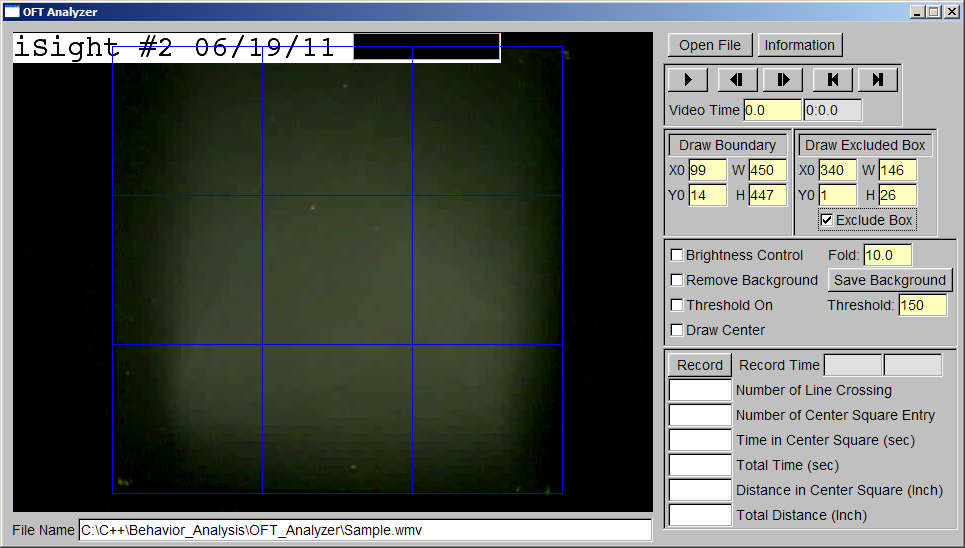 OFT Analyzer
iSight #2 06/19/11
Open File Information
Video Time 0.0 0:0.0
Draw Boundary
X0 99 W 450
Y0 14 H 447
Draw Excluded Box
X0 340 W 146
Y0 1 H 26
Exclude Box
Brightness Control Fold: 10.0
Remove Background Save Background
Threshold On Threshold: 150
Draw Center
Record Record Time
Number of Line Crossing
Number of Center Square Entry
Time in Center Square (sec)
Total Time (sec)
Distance in Center Square (Inch)
Total Distance (Inch)
File Name C:\C++\Behavior_Analysis\OFT_Analyzer\Sample.wmv